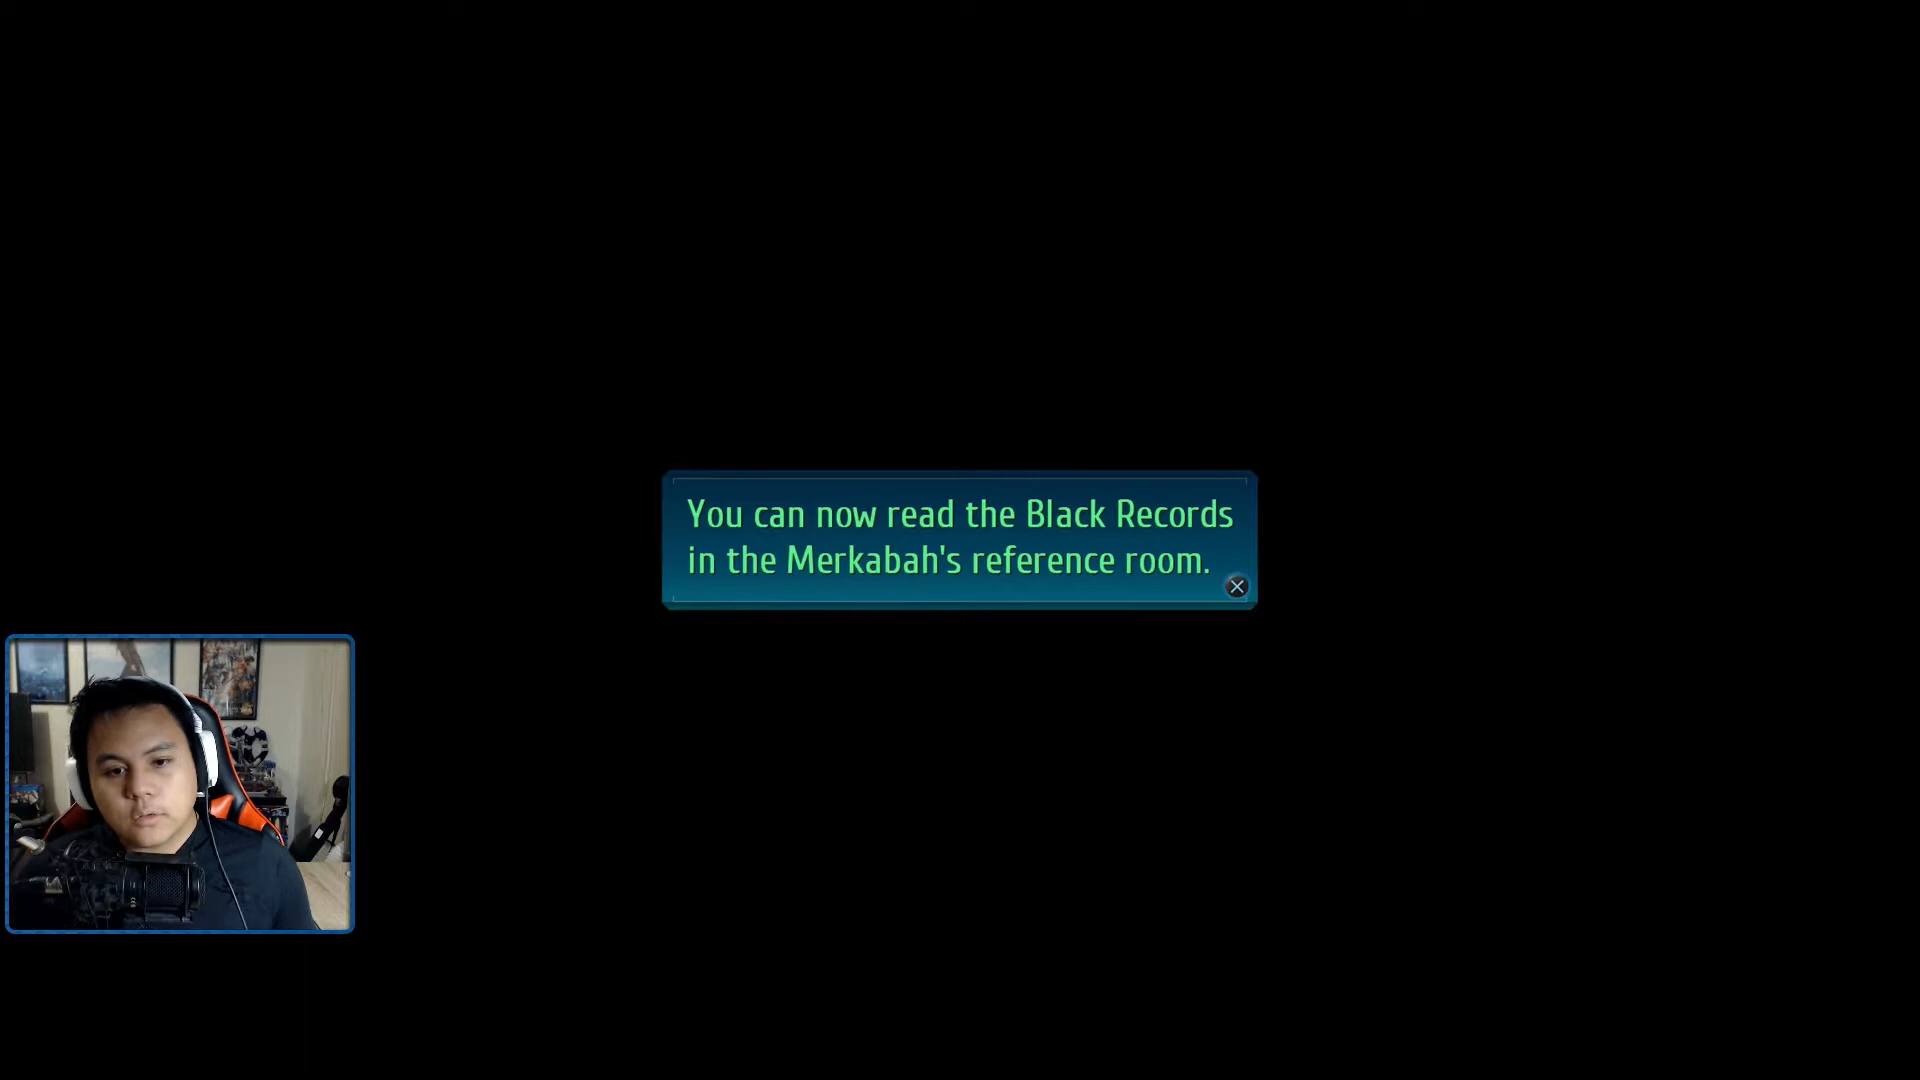 You can now read the Black Records
in the Merkabah's reference room.